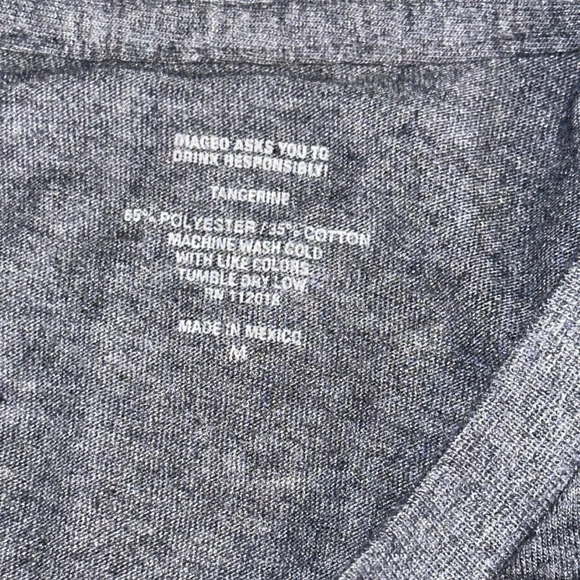 IMAGEO ASKS YOU TO
DRINK RESPONSIBLY!
TANGERINE
65% POLYESTER / 35% COTTON
MACHINE WASH COLD
WITH LIKE COLORS
TUMBLE DRY LOW
RN 112018
MADE IN MEXICO
M